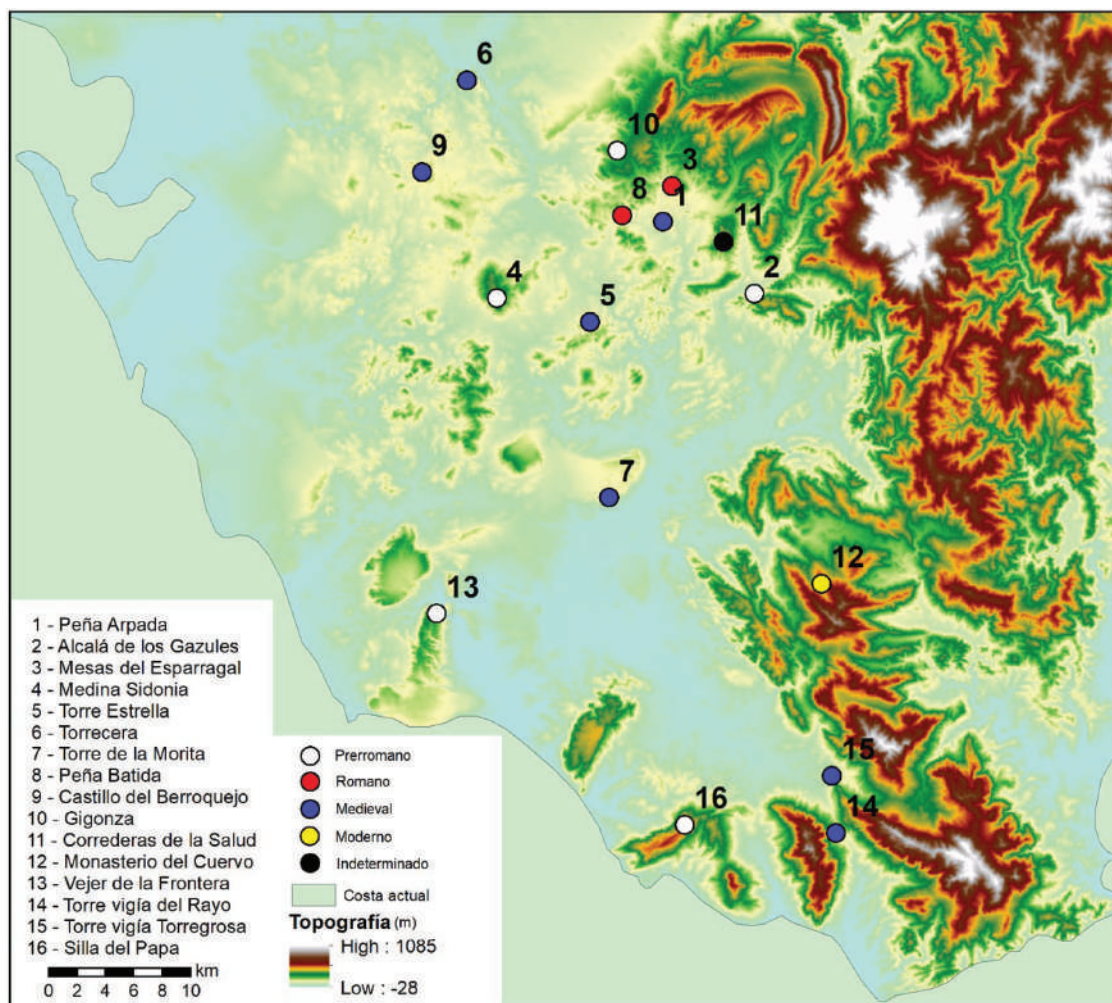 6
10
9
3
8
1
11
2
4
5
7
12
13
15
14
16
1 - Peña Arpada
2 - Alcalá de los Gazules
3 - Mesas del Esparragal
4 - Medina Sidonia
5 - Torre Estrella
6 - Torrecera
7 - Torre de la Morita
8 - Peña Batida
9 - Castillo del Berroquejo
10 - Gigonza
11 - Correderas de la Salud
12 - Monasterio del Cuervo
13 - Vejer de la Frontera
14 - Torre vigía del Rayo
15 - Torre vigía Torregrosa
16 - Silla del Papa
0 2 4 6 8 10 km
Prerromano
Romano
Medieval
Moderno
Indeterminado
Costa actual
Topografía (m)
High : 1085
Low : -28